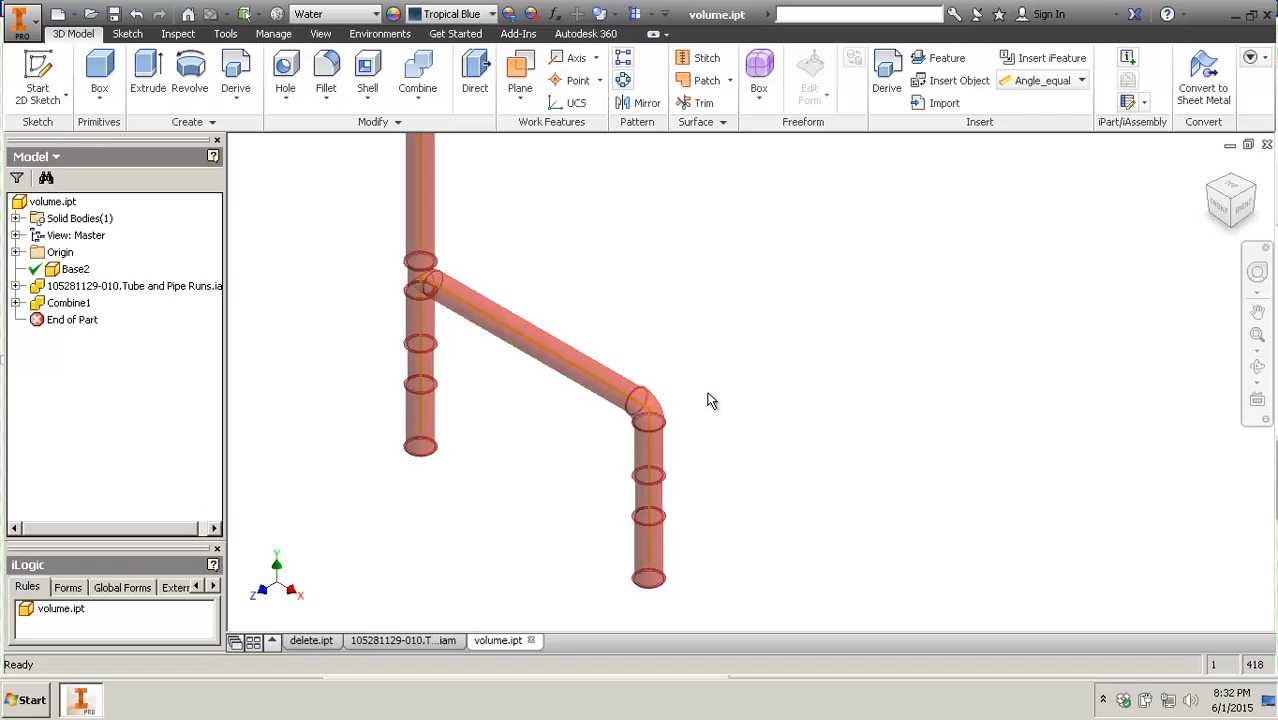 Water
Tropical Blue
volume.ipt
Sign In
PRO
3D Model
Sketch
Inspect
Tools
Manage
View
Environments
Get Started
Add-Ins
Autodesk 360
Start
2D Sketch
Box
Extrude
Revolve
Derive
Hole
Fillet
Shell
Combine
Direct
Plane
Axis
Point
UCS
Mirror
Stitch
Patch
Trim
Box
Edit
Form
Derive
Feature
Insert iFeature
Insert Object
Angle_equal
Import
Convert to
Sheet Metal
Sketch
Primitives
Create
Modify
Work Features
Pattern
Surface
Freeform
Insert
iPart/iAssembly
Convert
Model
volume.ipt
Solid Bodies(1)
View: Master
Origin
Base2
105281129-010.Tube and Pipe Runs.ia
Combine1
End of Part
iLogic
Rules
Forms
Global Forms
Exterr
volume.ipt
TOP
FRONT
RIGHT
Y
Z
X
delete.ipt
105281129-010.T...iam
volume.ipt
Ready
1
418
Start
PRO
8:32 PM
6/1/2015